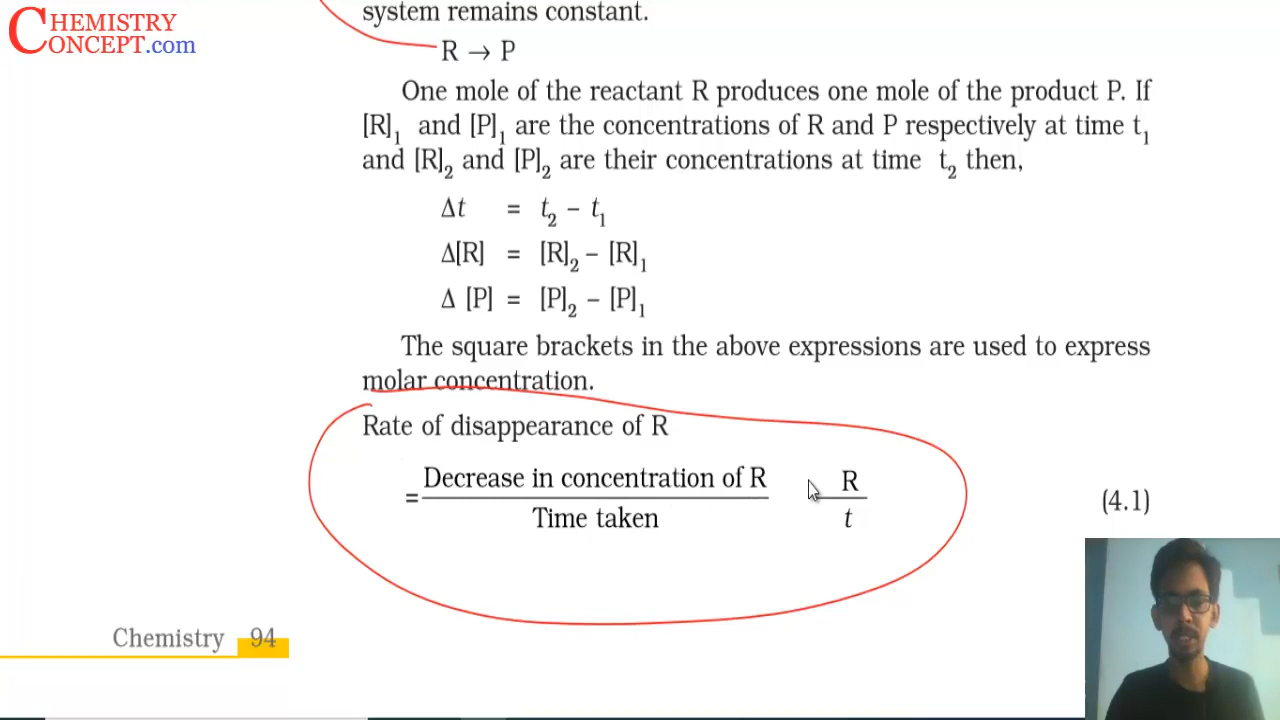 CHEMISTRY
CONCEPT.com
system remains constant.
R → P
One mole of the reactant R produces one mole of the product P. If
[R]₁ and [P]₁ are the concentrations of R and P respectively at time t₁
and [R]₂ and [P]₂ are their concentrations at time t₂ then,
Δt = t₂ – t₁
Δ[R] = [R]₂ – [R]₁
Δ [P] = [P]₂ – [P]₁
The square brackets in the above expressions are used to express
molar concentration.
Rate of disappearance of R
= Decrease in concentration of R / Time taken R / t (4.1)
Chemistry 94